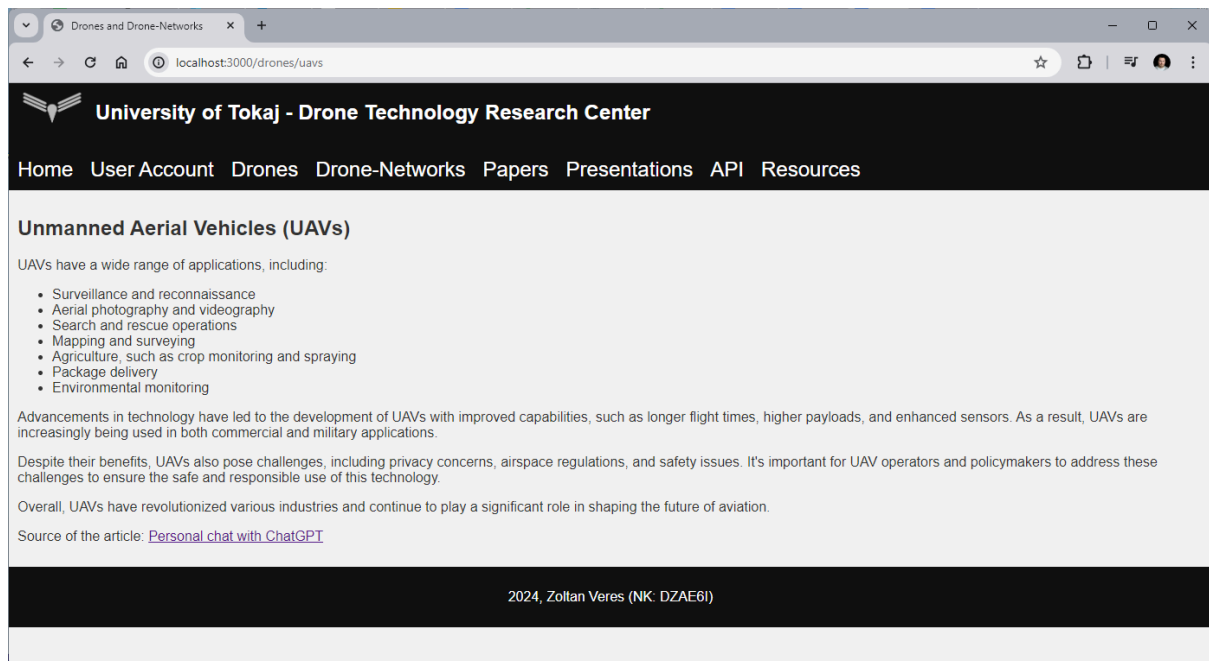 Drones and Drone-Networks
localhost:3000/drones/uavs
University of Tokaj - Drone Technology Research Center
Home User Account Drones Drone-Networks Papers Presentations API Resources
Unmanned Aerial Vehicles (UAVs)
UAVs have a wide range of applications, including:
• Surveillance and reconnaissance
• Aerial photography and videography
• Search and rescue operations
• Mapping and surveying
• Agriculture, such as crop monitoring and spraying
• Package delivery
• Environmental monitoring
Advancements in technology have led to the development of UAVs with improved capabilities, such as longer flight times, higher payloads, and enhanced sensors. As a result, UAVs are
increasingly being used in both commercial and military applications.
Despite their benefits, UAVs also pose challenges, including privacy concerns, airspace regulations, and safety issues. It's important for UAV operators and policymakers to address these
challenges to ensure the safe and responsible use of this technology.
Overall, UAVs have revolutionized various industries and continue to play a significant role in shaping the future of aviation.
Source of the article: Personal chat with ChatGPT
2024, Zoltan Veres (NK: DZAE6I)